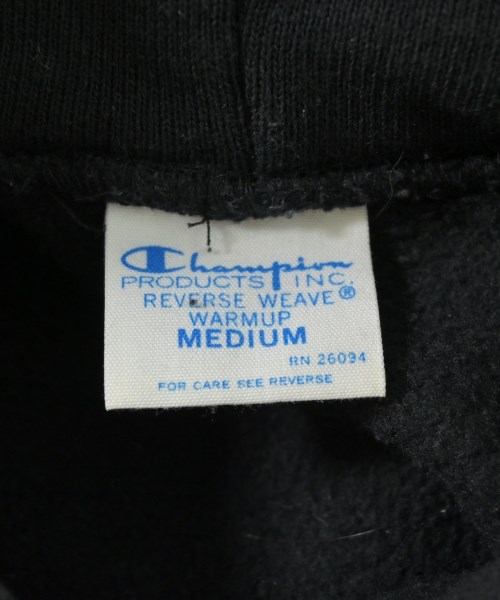 Champion
PRODUCTS INC.
REVERSE WEAVE®
WARMUP
MEDIUM
RN 26094
FOR CARE SEE REVERSE